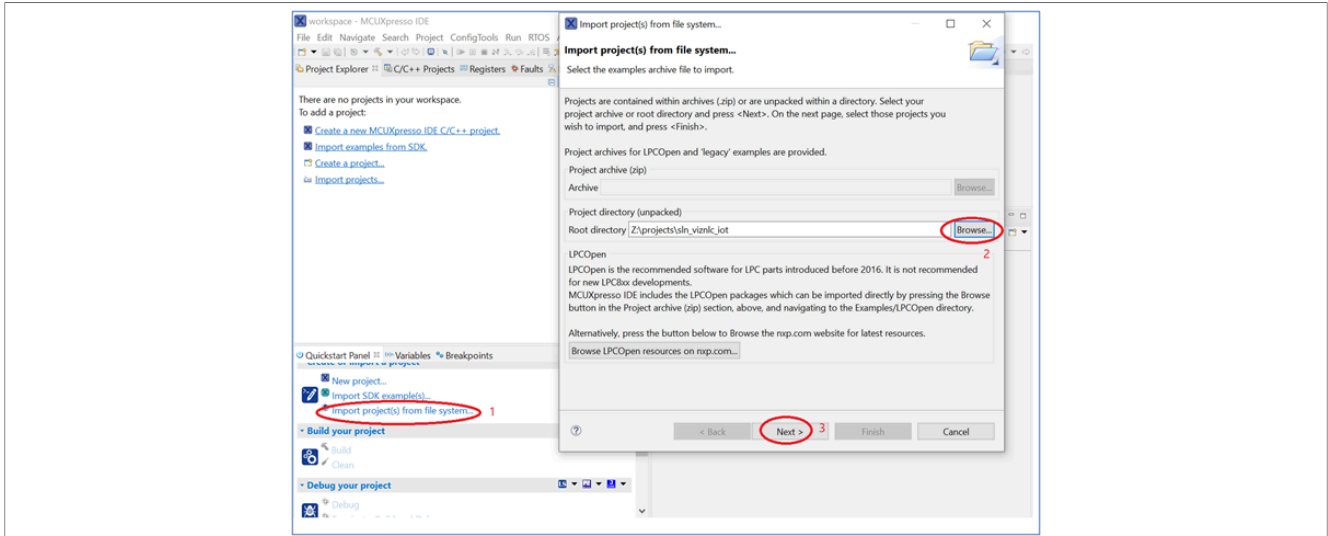 workspace - MCUXpresso IDE
File Edit Navigate Search Project ConfigTools Run RTOS
Project Explorer C/C++ Projects Registers Faults
There are no projects in your workspace.
To add a project:
Create a new MCUXpresso IDE C/C++ project.
Import examples from SDK.
Create a project...
Import projects...
Quickstart Panel Variables Breakpoints
Create or import a project
New project...
Import SDK example(s)...
Import project(s) from file system... 1
Build your project
Build
Clean
Debug your project
Debug
Import project(s) from file system...
Import project(s) from file system...
Select the examples archive file to import.
Projects are contained within archives (.zip) or are unpacked within a directory. Select your
project archive or root directory and press <Next>. On the next page, select those projects you
wish to import, and press <Finish>.
Project archives for LPCOpen and 'legacy' examples are provided.
Project archive (zip)
Archive Browse...
Project directory (unpacked)
Root directory Z:\projects\sln_viznlc_iot Browse...
2
LPCOpen
LPCOpen is the recommended software for LPC parts introduced before 2016. It is not recommended
for new LPC8xx developments.
MCUXpresso IDE includes the LPCOpen packages which can be imported directly by pressing the Browse
button in the Project archive (zip) section, above, and navigating to the Examples/LPCOpen directory.
Alternatively, press the button below to Browse the nxp.com website for latest resources.
Browse LPCOpen resources on nxp.com...
< Back Next > 3 Finish Cancel